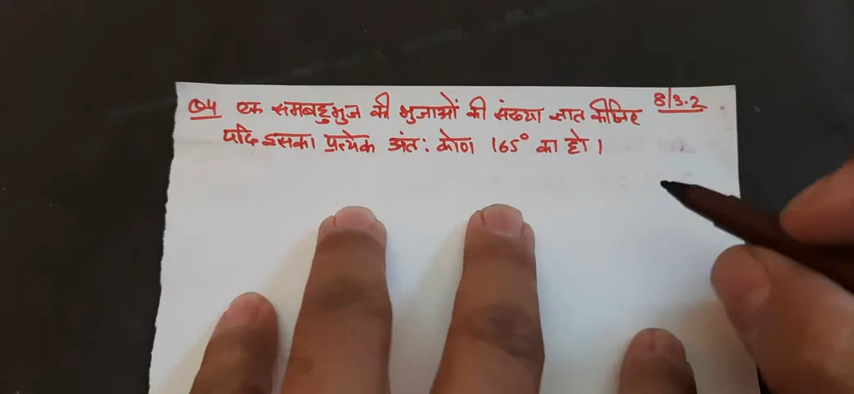 Q4 एक समबहुभुज की भुजाओं की संख्या ज्ञात कीजिए 8/3.2
यदि इसका प्रत्येक अंतः कोण 165° का हो।